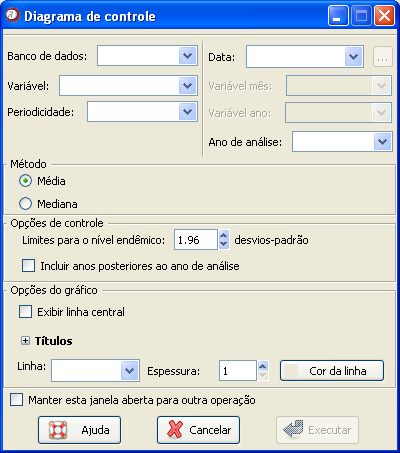 Diagrama de controle
Banco de dados:
Data:
...
Variável:
Variável mês:
Periodicidade:
Variável ano:
Ano de análise:
Método
Média
Mediana
Opções de controle
Limites para o nível endêmico: 1.96 desvios-padrão
Incluir anos posteriores ao ano de análise
Opções do gráfico
Exibir linha central
Títulos
Linha: Espessura: 1 Cor da linha
Manter esta janela aberta para outra operação
Ajuda Cancelar Executar